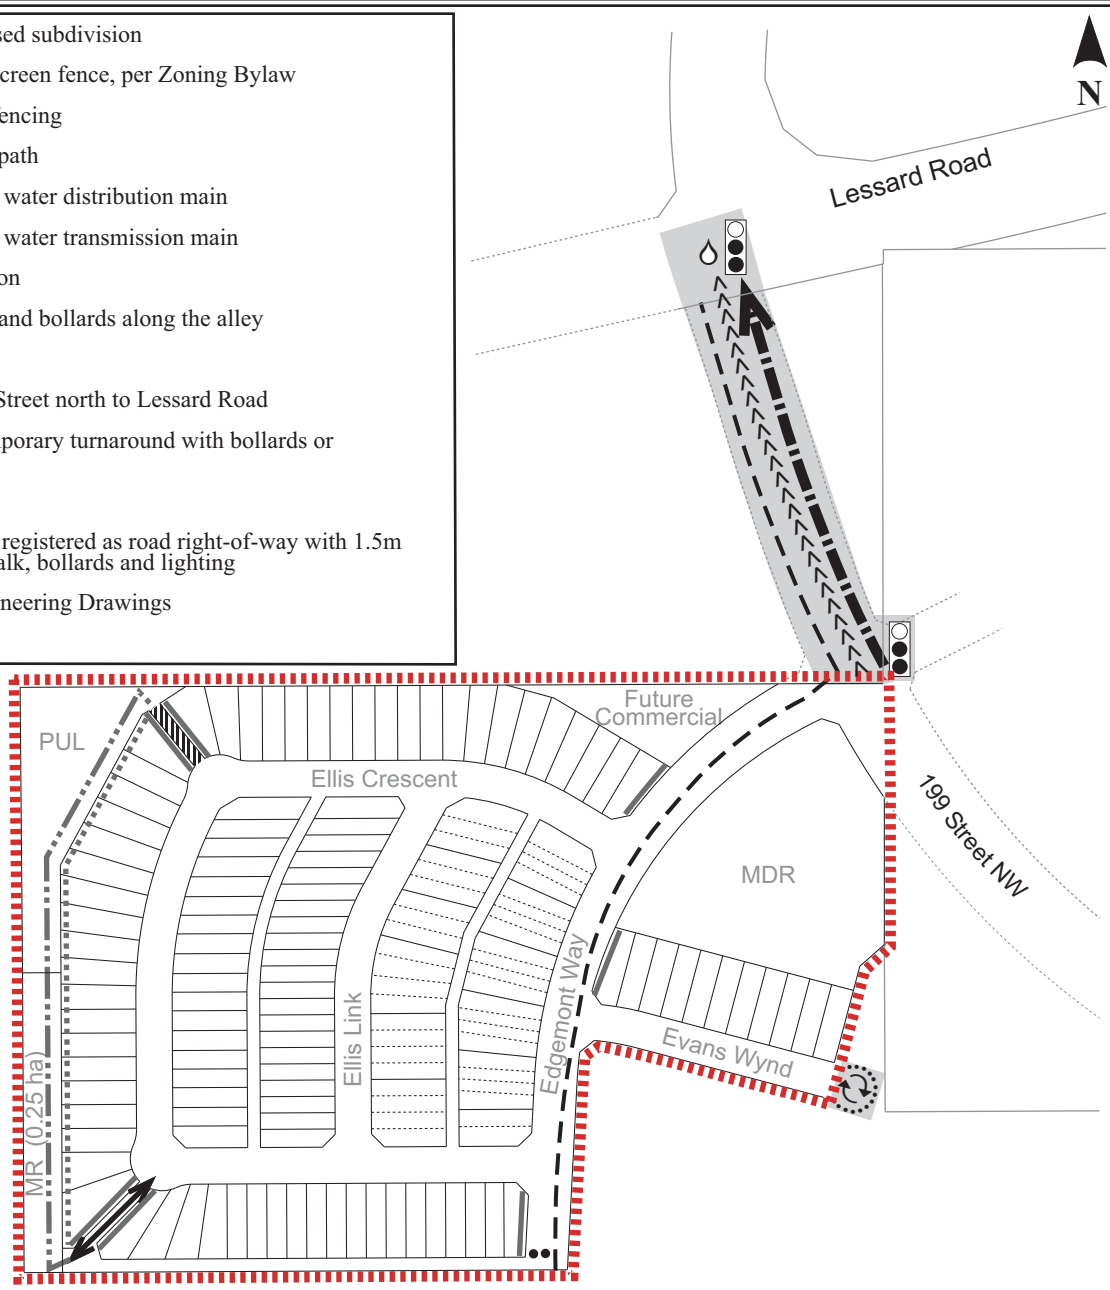 sed subdivision
creen fence, per Zoning Bylaw
encing
path
water distribution main
water transmission main
on
and bollards along the alley
Street north to Lessard Road
porary turnaround with bollards or
registered as road right-of-way with 1.5m
alk, bollards and lighting
neering Drawings
N
Lessard Road
Future
Commercial
PUL
Ellis Crescent
199 Street NW
MDR
Edgemont Way
Ellis Link
Evans Wynd
MR (0.25 ha)